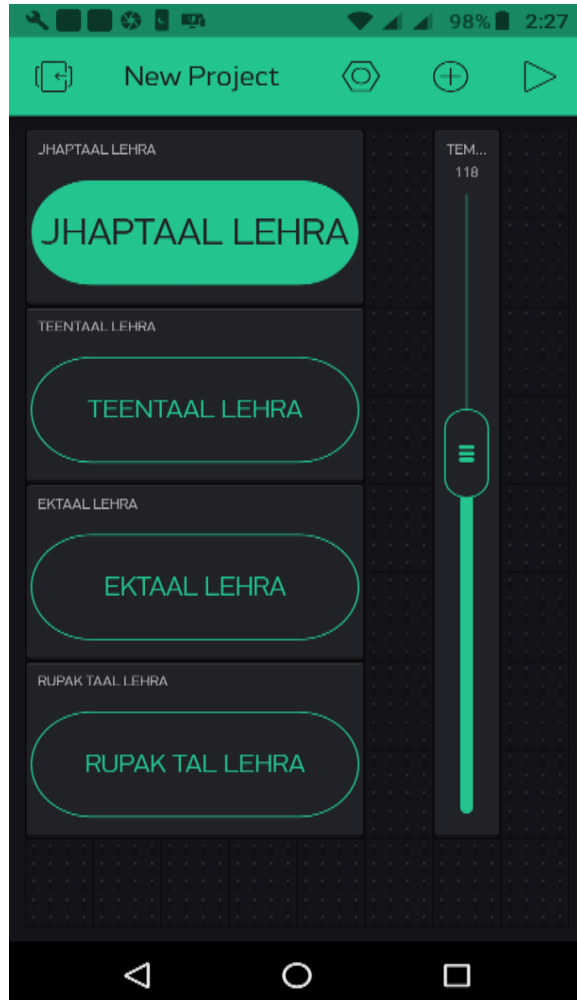 98% 2:27
New Project
JHAPTAAL LEHRA
JHAPTAAL LEHRA
TEENTAAL LEHRA
TEENTAAL LEHRA
EKTAAL LEHRA
EKTAAL LEHRA
RUPAK TAAL LEHRA
RUPAK TAL LEHRA
TEM...
118